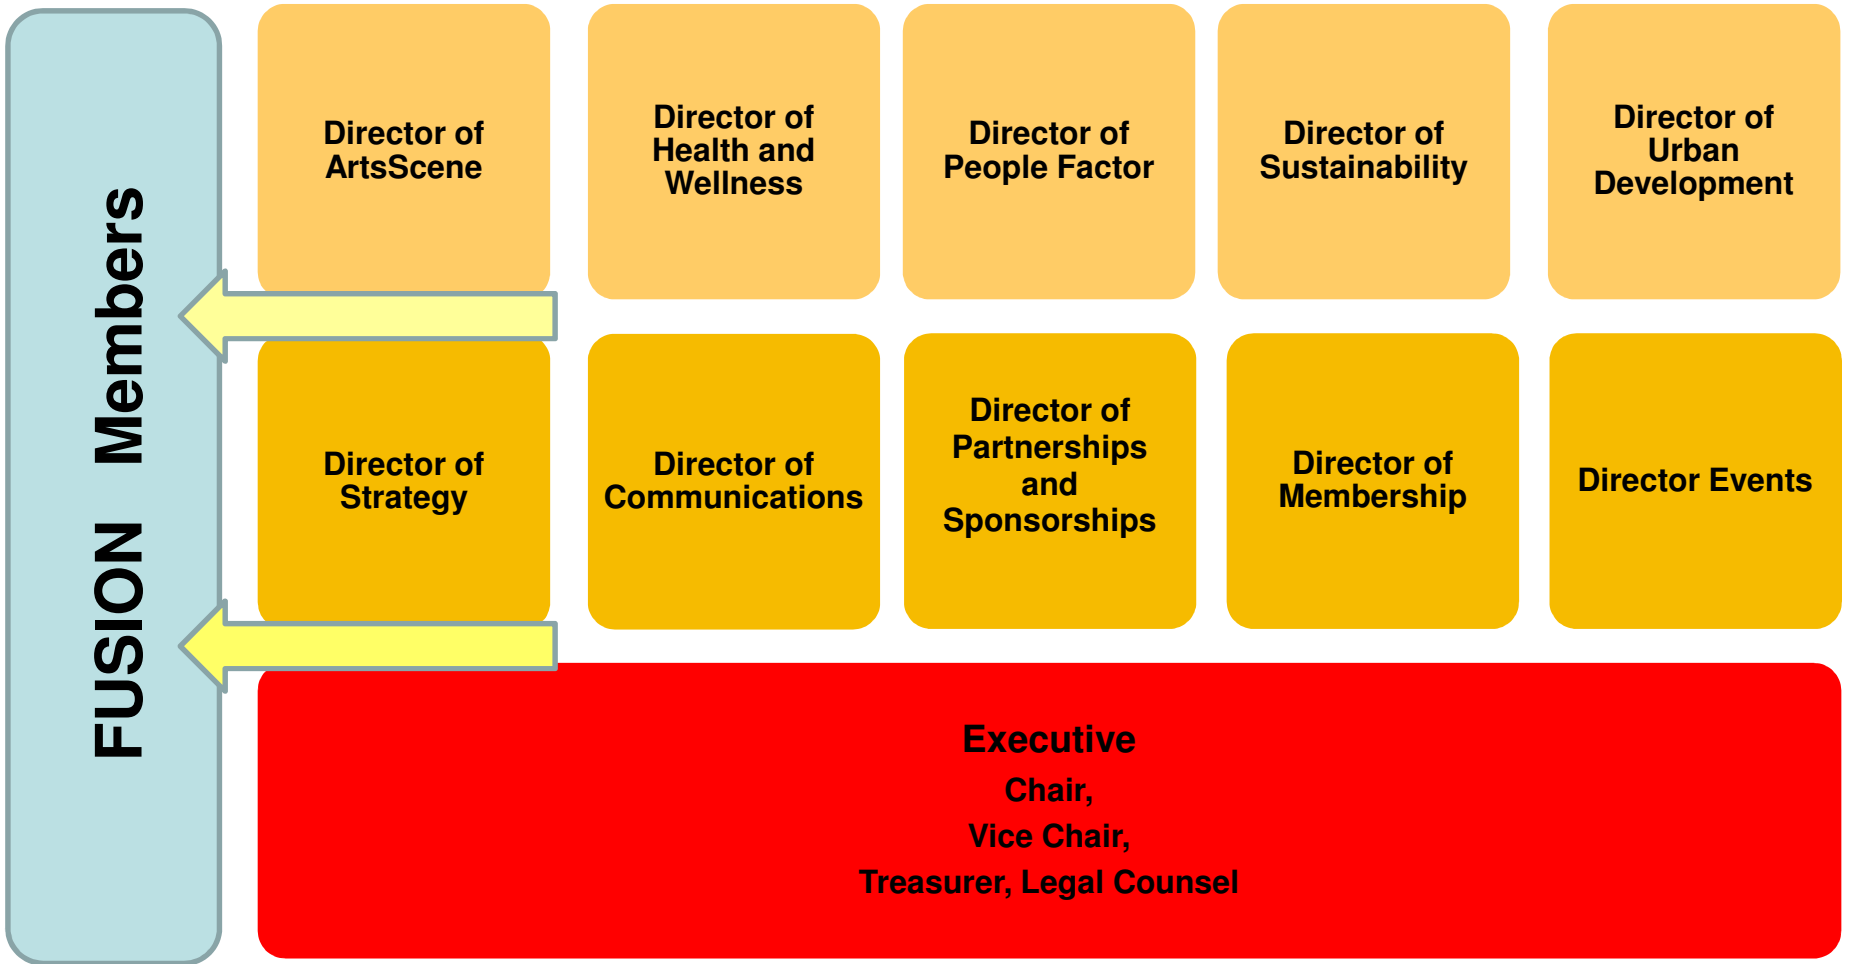 FUSION Members
Director of
ArtsScene
Director of
Health and
Wellness
Director of
People Factor
Director of
Sustainability
Director of
Urban
Development
Director of
Strategy
Director of
Communications
Director of
Partnerships
and
Sponsorships
Director of
Membership
Director Events
Executive
Chair,
Vice Chair,
Treasurer, Legal Counsel